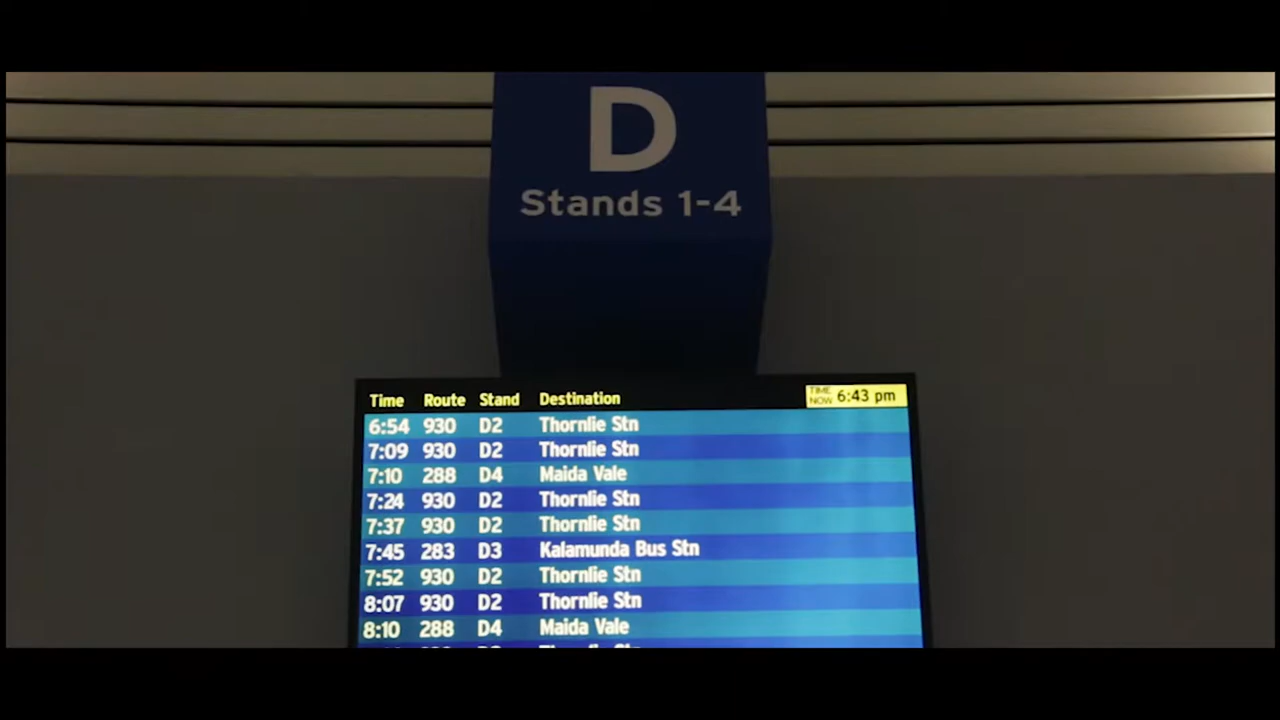 D
Stands 1-4
Time Route Stand Destination TIME NOW 6:43 pm
6:54 930 D2 Thornlie Stn
7:09 930 D2 Thornlie Stn
7:10 288 D4 Maida Vale
7:24 930 D2 Thornlie Stn
7:37 930 D2 Thornlie Stn
7:45 283 D3 Kalamunda Bus Stn
7:52 930 D2 Thornlie Stn
8:07 930 D2 Thornlie Stn
8:10 288 D4 Maida Vale